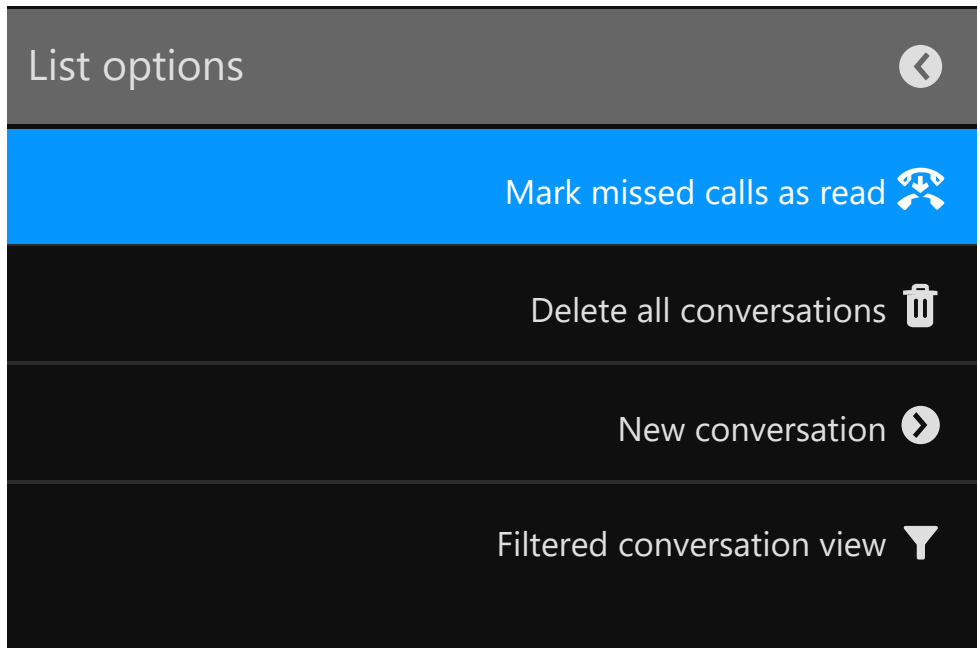 List options
Mark missed calls as read
Delete all conversations
New conversation
Filtered conversation view